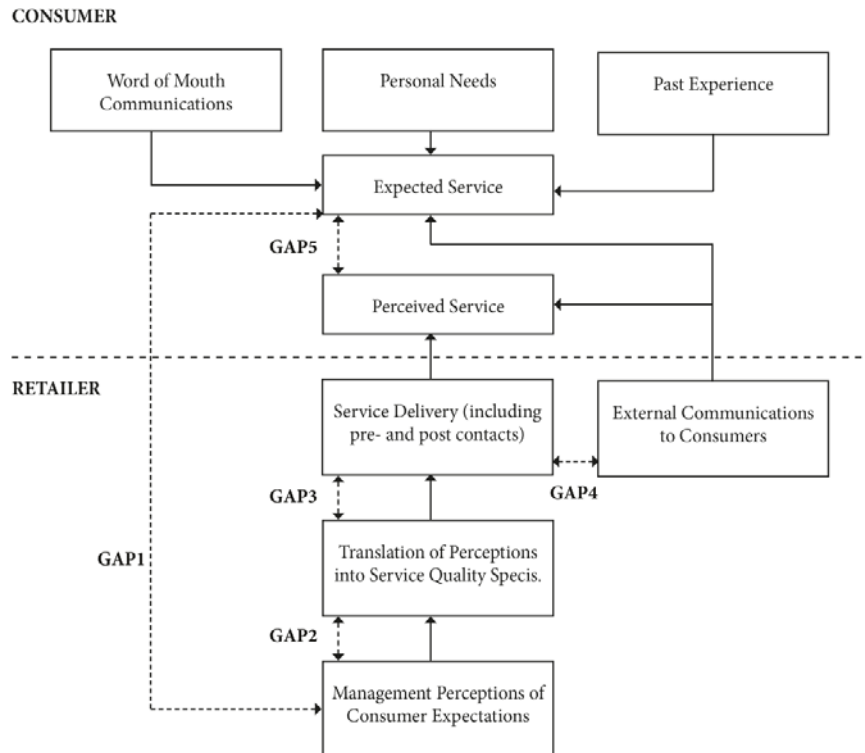 CONSUMER
Word of Mouth
Communications
Personal Needs
Past Experience
Expected Service
GAP5
Perceived Service
RETAILER
Service Delivery (including
pre- and post contacts)
External Communications
to Consumers
GAP3
GAP4
Translation of Perceptions
into Service Quality Specis.
GAP1
GAP2
Management Perceptions of
Consumer Expectations